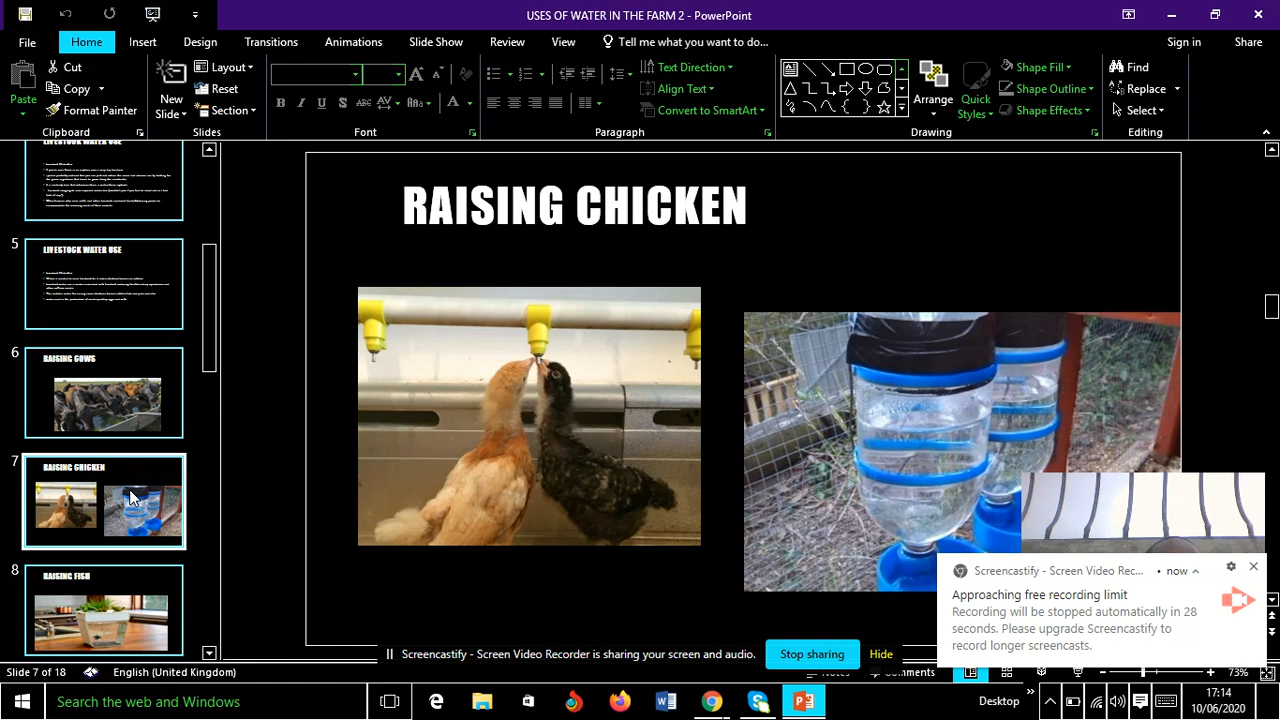 USES OF WATER IN THE FARM 2 - PowerPoint
File Home Insert Design Transitions Animations Slide Show Review View Tell me what you want to do... Sign in Share
Paste
Cut
Copy
Format Painter
Clipboard
New Slide
Layout
Reset
Section
Slides
B I U S abc AV Aa A
Font
Text Direction
Align Text
Convert to SmartArt
Paragraph
Arrange
Quick Styles
Shape Fill
Shape Outline
Shape Effects
Drawing
Find
Replace
Select
Editing
LIVESTOCK WATER USE
5
LIVESTOCK WATER USE
6
RAISING COWS
7
RAISING CHICKEN
8
RAISING FISH
RAISING CHICKEN
Screencastify - Screen Video Rec... • now
Approaching free recording limit
Recording will be stopped automatically in 28
seconds. Please upgrade Screencastify to
record longer screencasts.
Screencastify - Screen Video Recorder is sharing your screen and audio. Stop sharing Hide
Slide 7 of 18 English (United Kingdom) Notes Comments 73%
Search the web and Windows
Desktop
17:14
10/06/2020